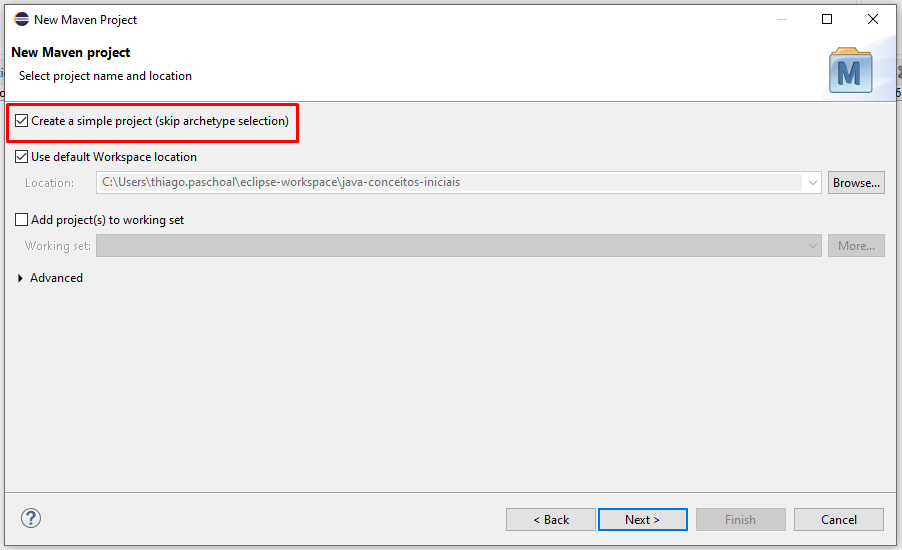 New Maven Project
New Maven project
Select project name and location
M
Create a simple project (skip archetype selection)
Use default Workspace location
Location: C:\Users\thiago.paschoal\eclipse-workspace\java-conceitos-iniciais Browse...
Add project(s) to working set
Working set: More...
Advanced
? < Back Next > Finish Cancel